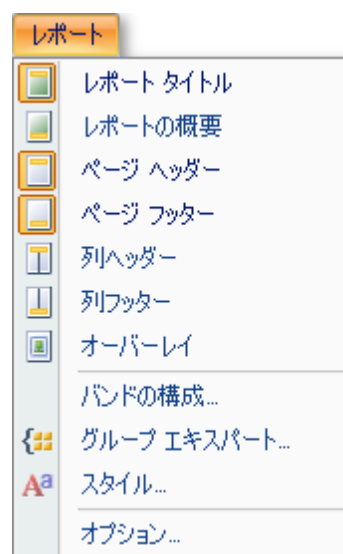 レポート
レポート タイトル
レポートの概要
ページ ヘッダー
ページ フッター
列ヘッダー
列フッター
オーバーレイ
バンドの構成...
グループ エキスパート...
スタイル...
オプション...